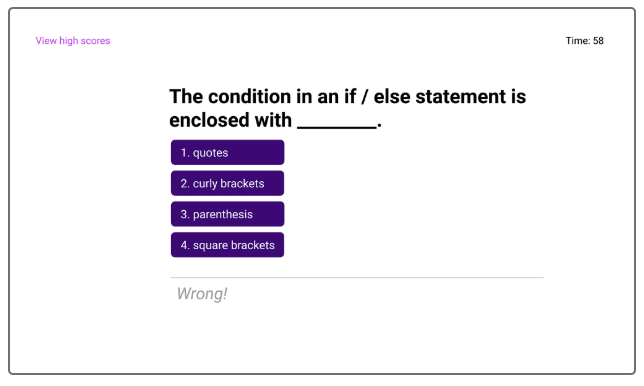 View high scores
Time: 58
The condition in an if / else statement is
enclosed with ________.
1. quotes
2. curly brackets
3. parenthesis
4. square brackets
Wrong!